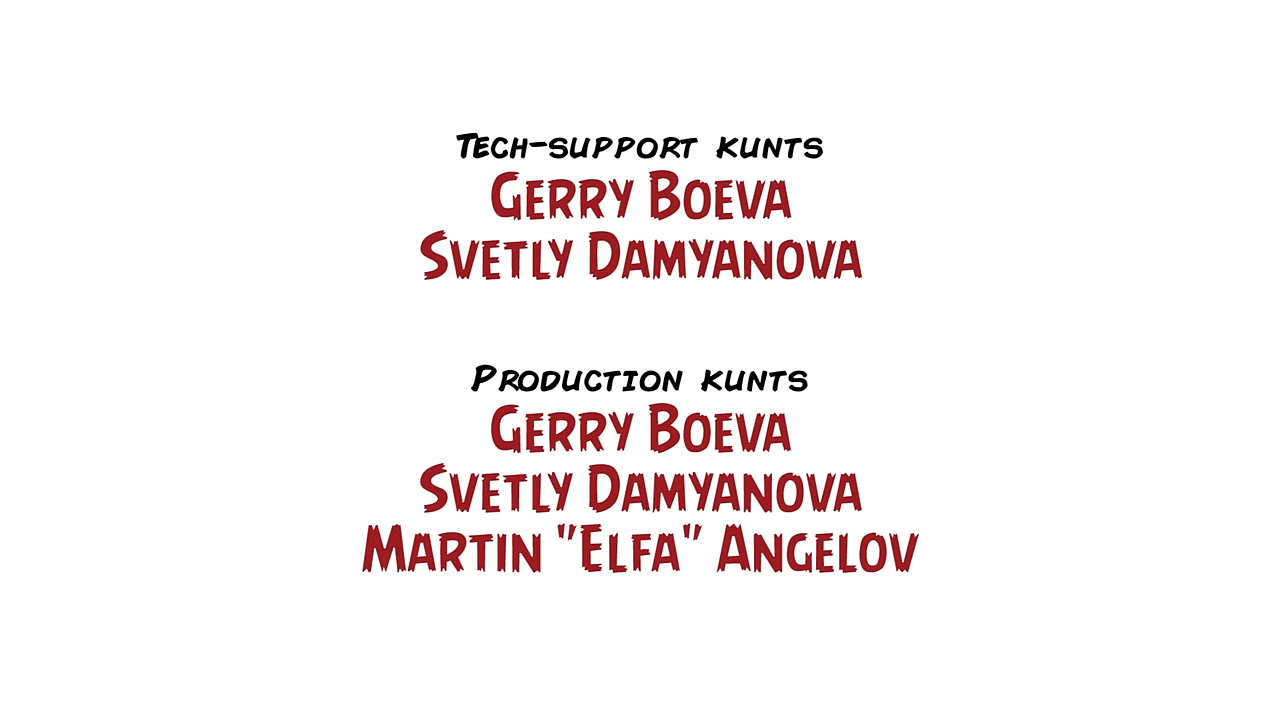 Tech-support kunts
Gerry Boeva
Svetly Damyanova
Production kunts
Gerry Boeva
Svetly Damyanova
Martin "Elfa" Angelov